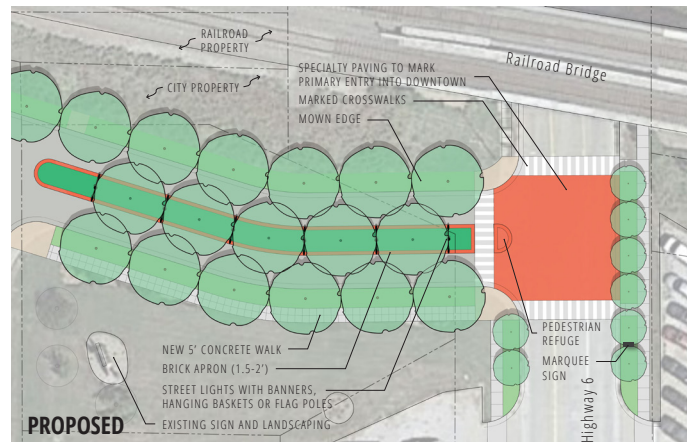 RAILROAD
PROPERTY
CITY PROPERTY
SPECIALTY PAVING TO MARK
PRIMARY ENTRY INTO DOWNTOWN
MARKED CROSSWALKS
MOWN EDGE
Railroad Bridge
NEW 5' CONCRETE WALK
BRICK APRON (1.5-2')
STREET LIGHTS WITH BANNERS,
HANGING BASKETS OR FLAG POLES
EXISTING SIGN AND LANDSCAPING
PEDESTRIAN
REFUGE
MARQUEE
SIGN
Highway 6
PROPOSED